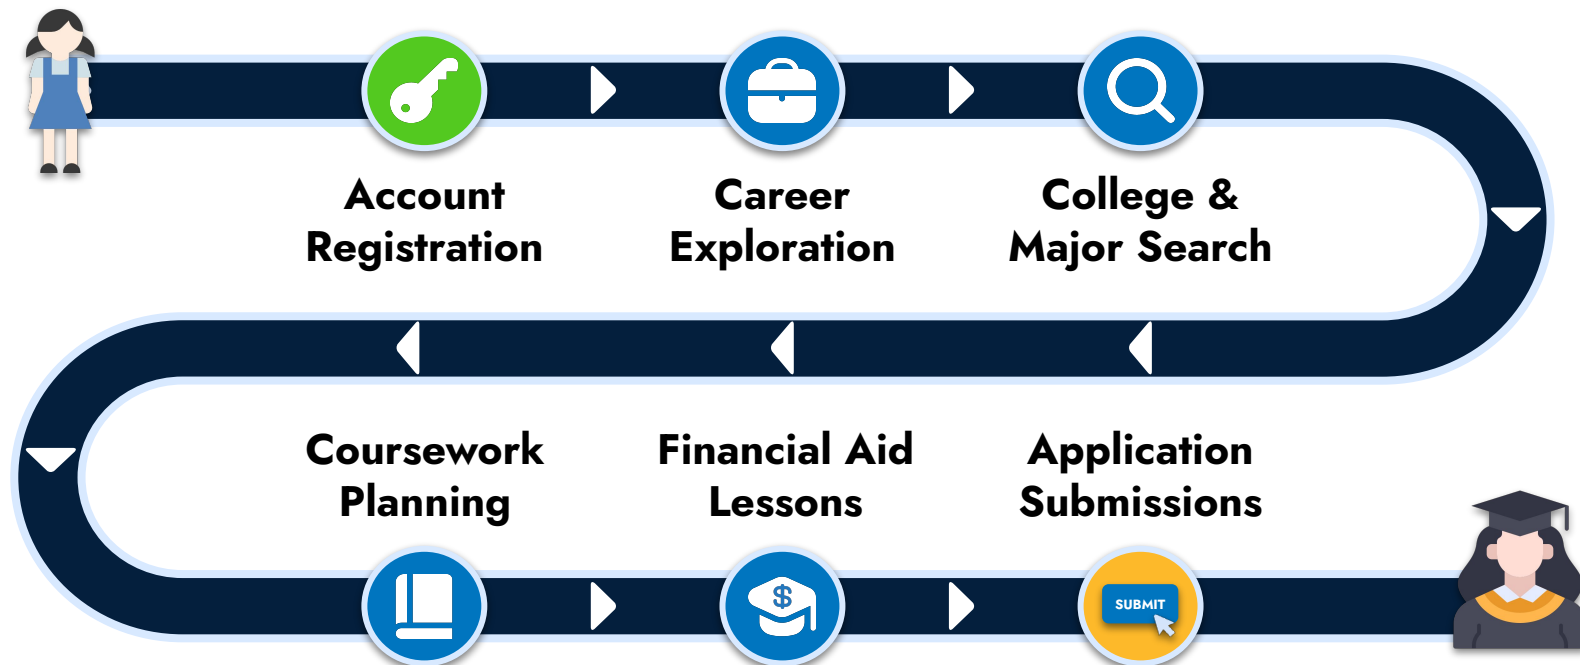 Account
Registration
Career
Exploration
College &
Major Search
Coursework
Planning
Financial Aid
Lessons
Application
Submissions
$
SUBMIT